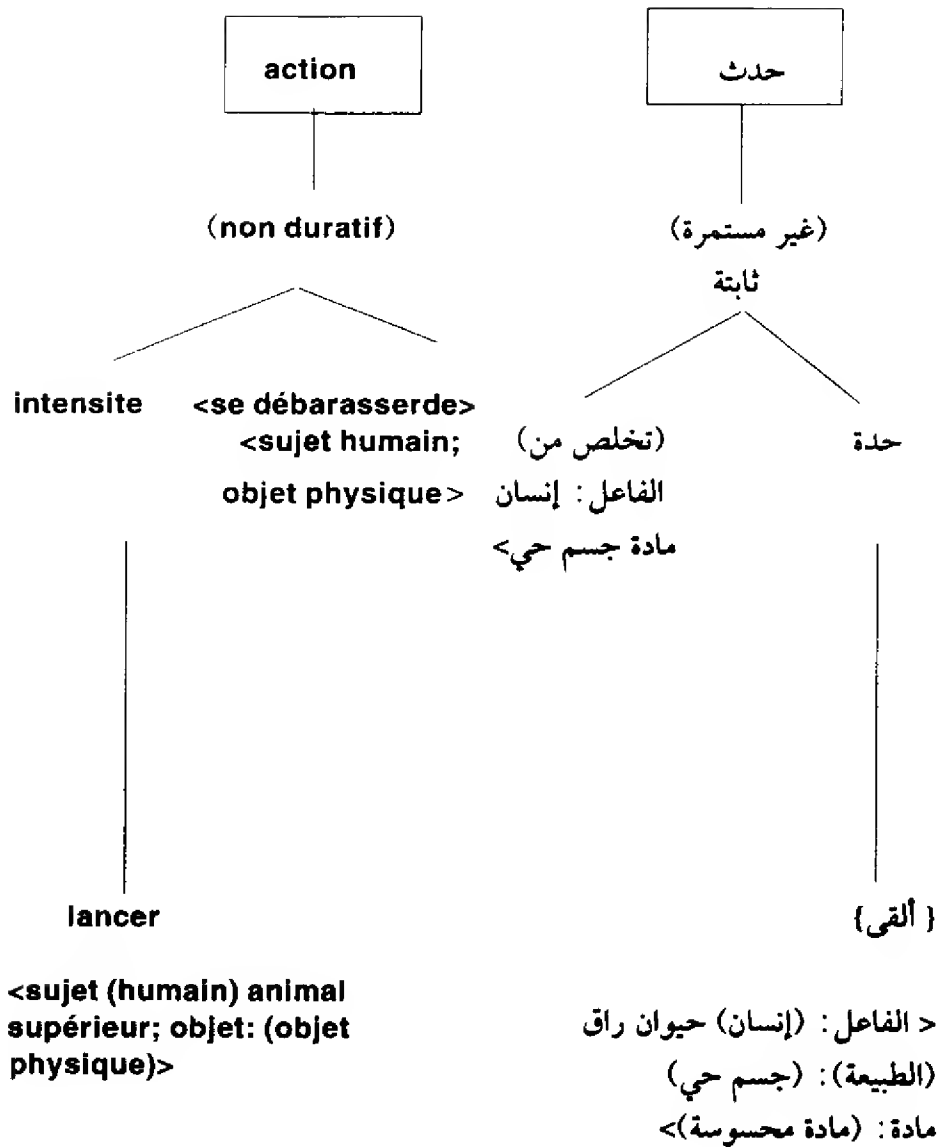 action
(non duratif)
intensite
<se débarasserde>
<sujet humain;
objet physique>
lancer
<sujet (humain) animal
supérieur; objet: (objet
physique)>
حدث
(غير مستمرة)
ثابتة
(تخلص من)
الفاعل: إنسان
مادة جسم حي>
حدة
{ ألقى}
< الفاعل: (إنسان) حيوان راق
(الطبيعة): (جسم حي)
مادة: (مادة محسوسة)>